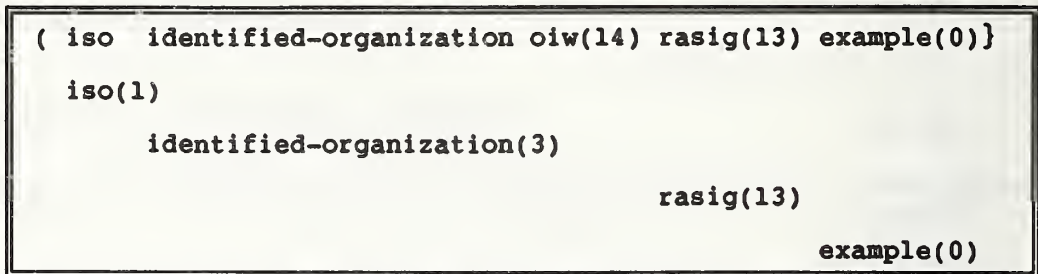 ( iso identified-organization oiw(14) rasig(13) example(0)}
iso(1)
identified-organization(3)
rasig(13)
example(0)